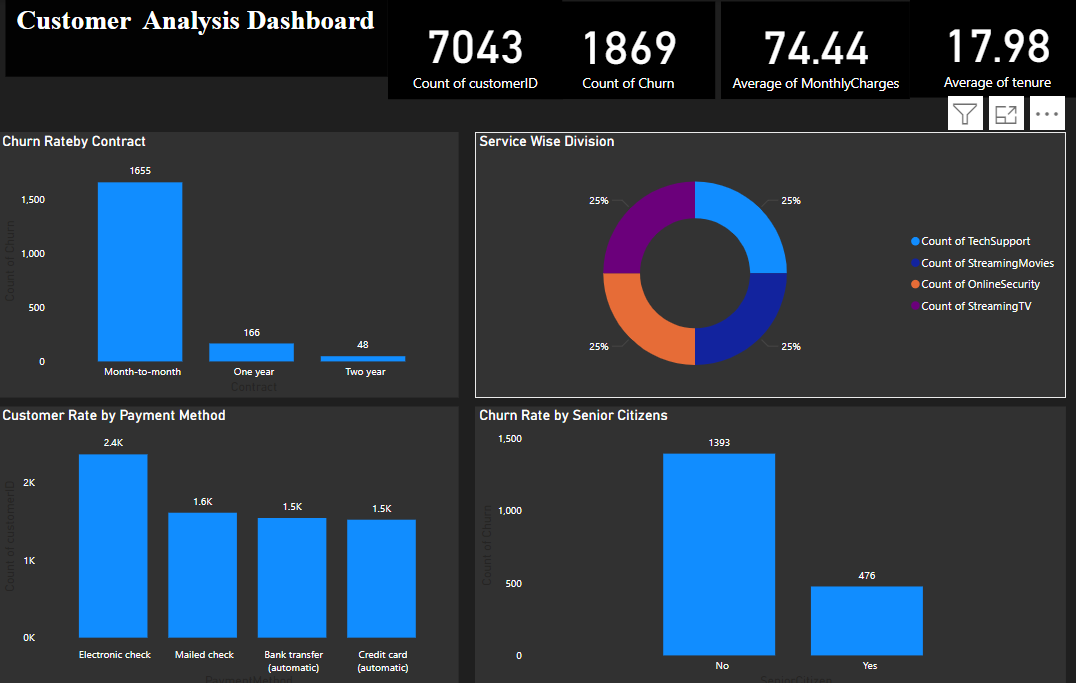 Customer Analysis Dashboard
7043
Count of customerID
1869
Count of Churn
74.44
Average of MonthlyCharges
17.98
Average of tenure
Churn Rateby Contract
Count of Churn
1,500
1,000
500
0
1655
166
48
Month-to-month
One year
Two year
Contract
Service Wise Division
25%
25%
25%
25%
Count of TechSupport
Count of StreamingMovies
Count of OnlineSecurity
Count of StreamingTV
Customer Rate by Payment Method
Count of customerID
2K
1K
0K
2.4K
1.6K
1.5K
1.5K
Electronic check
Mailed check
Bank transfer
(automatic)
Credit card
(automatic)
PaymentMethod
Churn Rate by Senior Citizens
Count of Churn
1,500
1,000
500
0
1393
476
No
Yes
SeniorCitizen